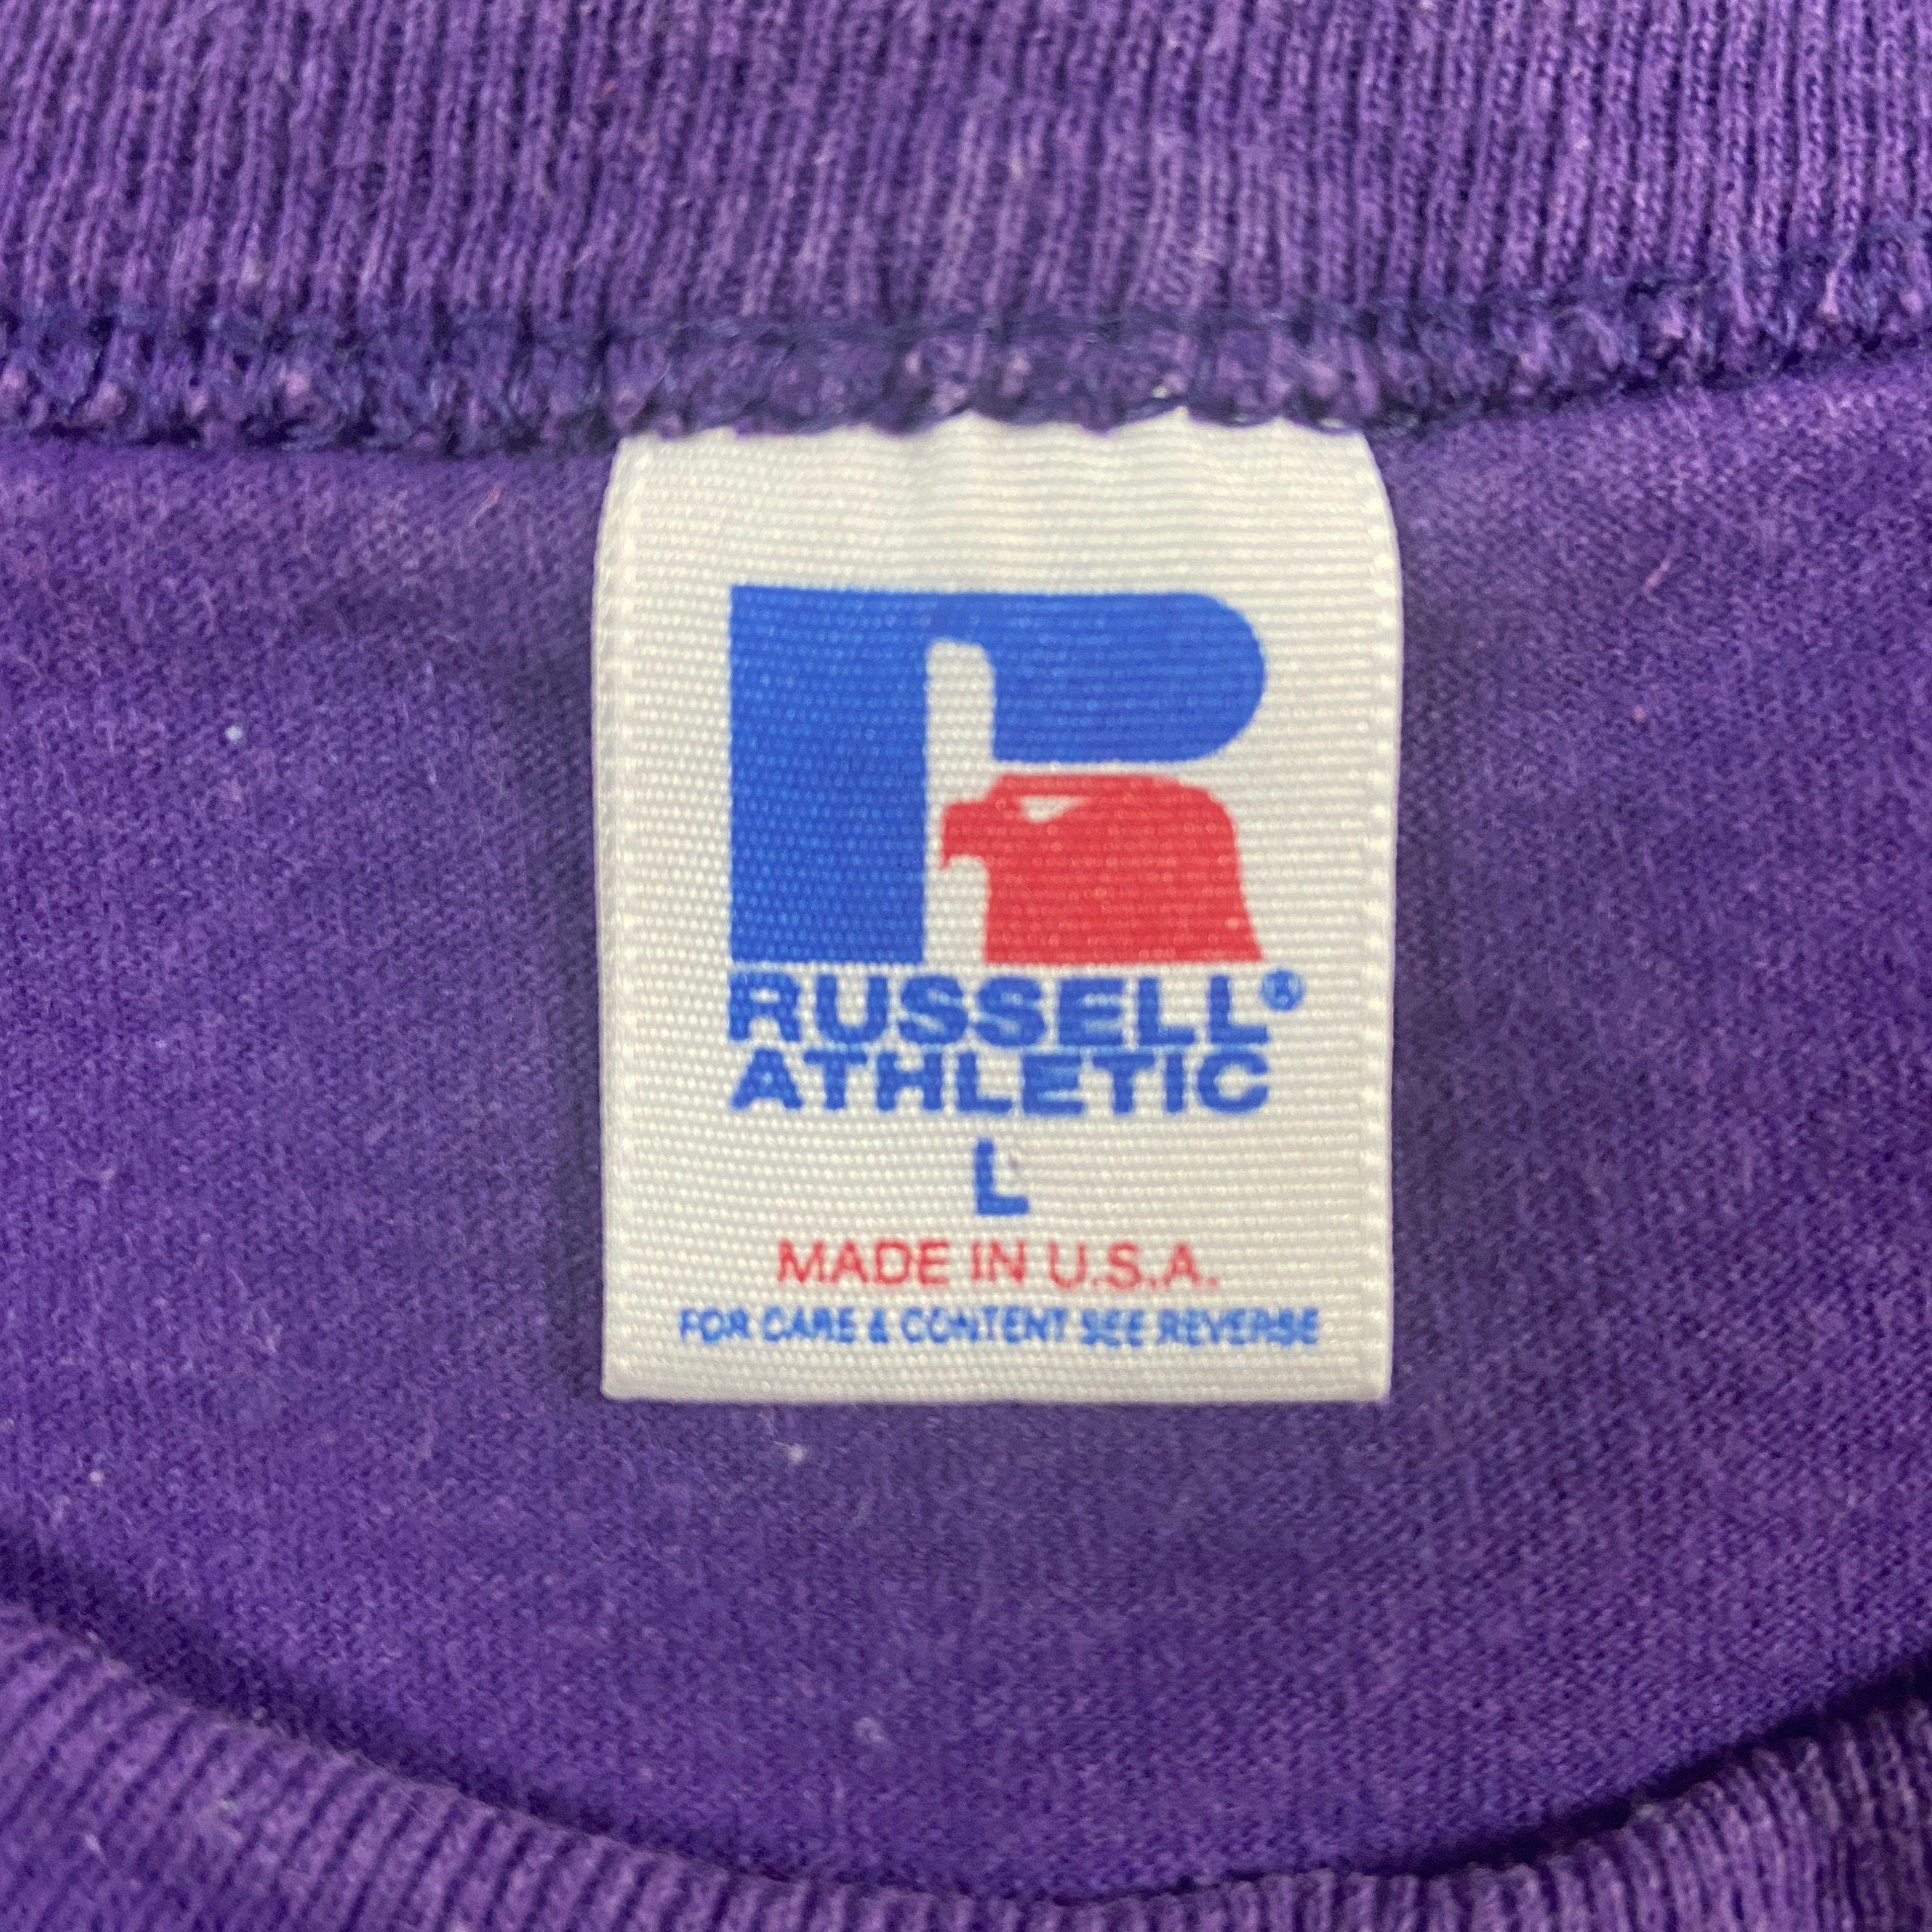 RUSSELL®
ATHLETIC
L
MADE IN U.S.A.
FOR CARE & CONTENT SEE REVERSE